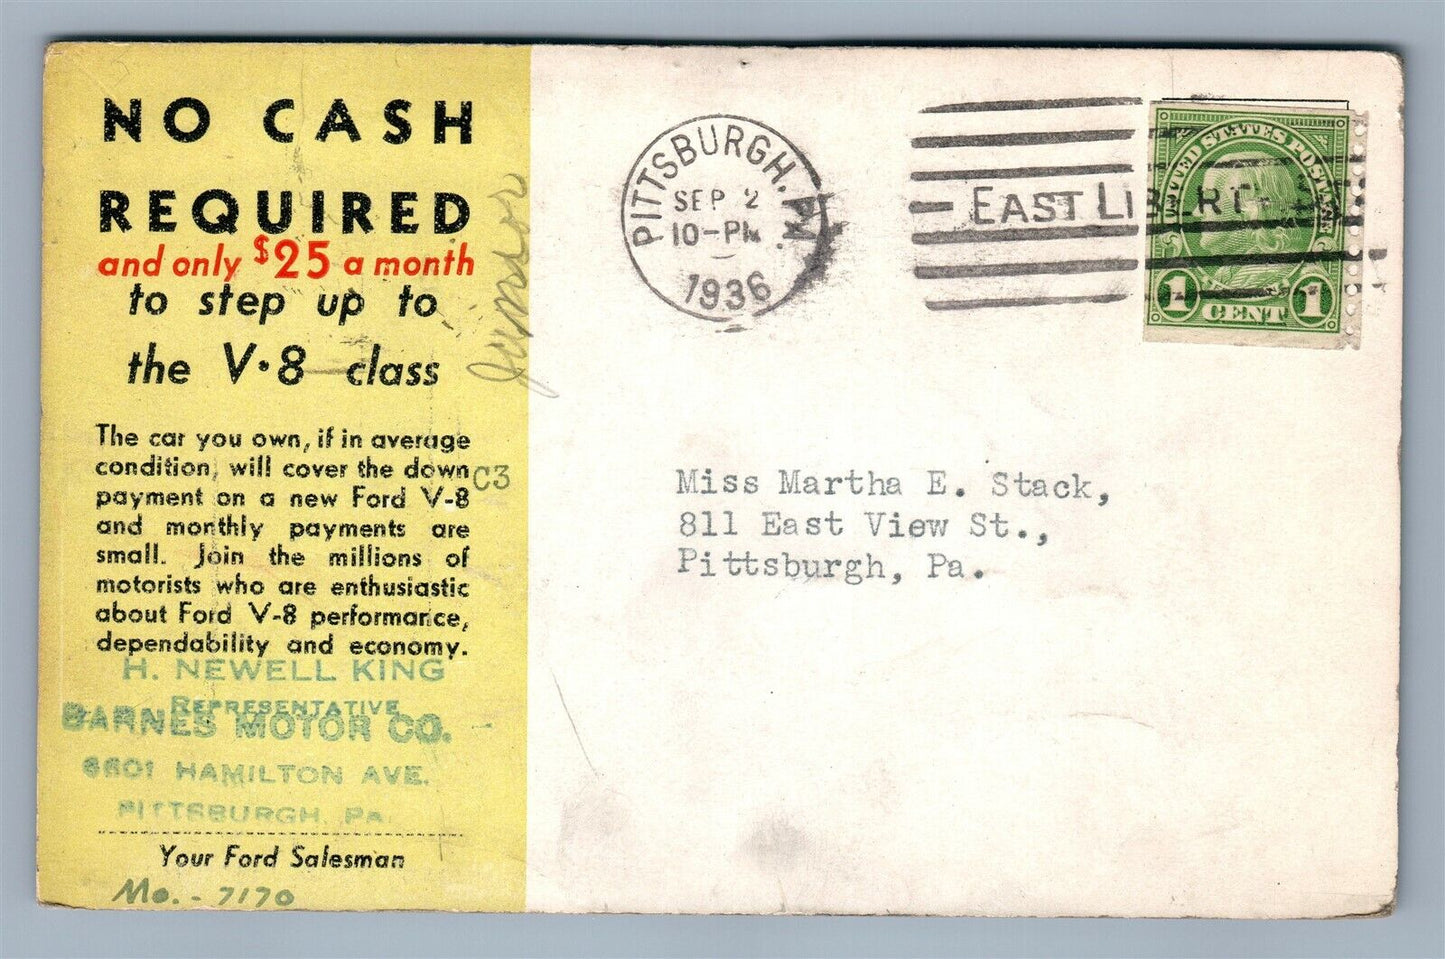 NO CASH
REQUIRED
and only $25 a month
to step up to
the V·8 class
The car you own, if in average
condition, will cover the down
payment on a new Ford V-8
and monthly payments are
small. Join the millions of
motorists who are enthusiastic
about Ford V-8 performance,
dependability and economy.
H. NEWELL KING
REPRESENTATIVE
BARNES MOTOR CO.
6601 HAMILTON AVE.
PITTSBURGH, PA.
Your Ford Salesman
Mo. - 7170
C3
PITTSBURGH, PA.
SEP 2
10-PM
1936
EAST LIBERTY
UNITED STATES POSTAGE
1 CENT 1
Miss Martha E. Stack,
811 East View St.,
Pittsburgh, Pa.